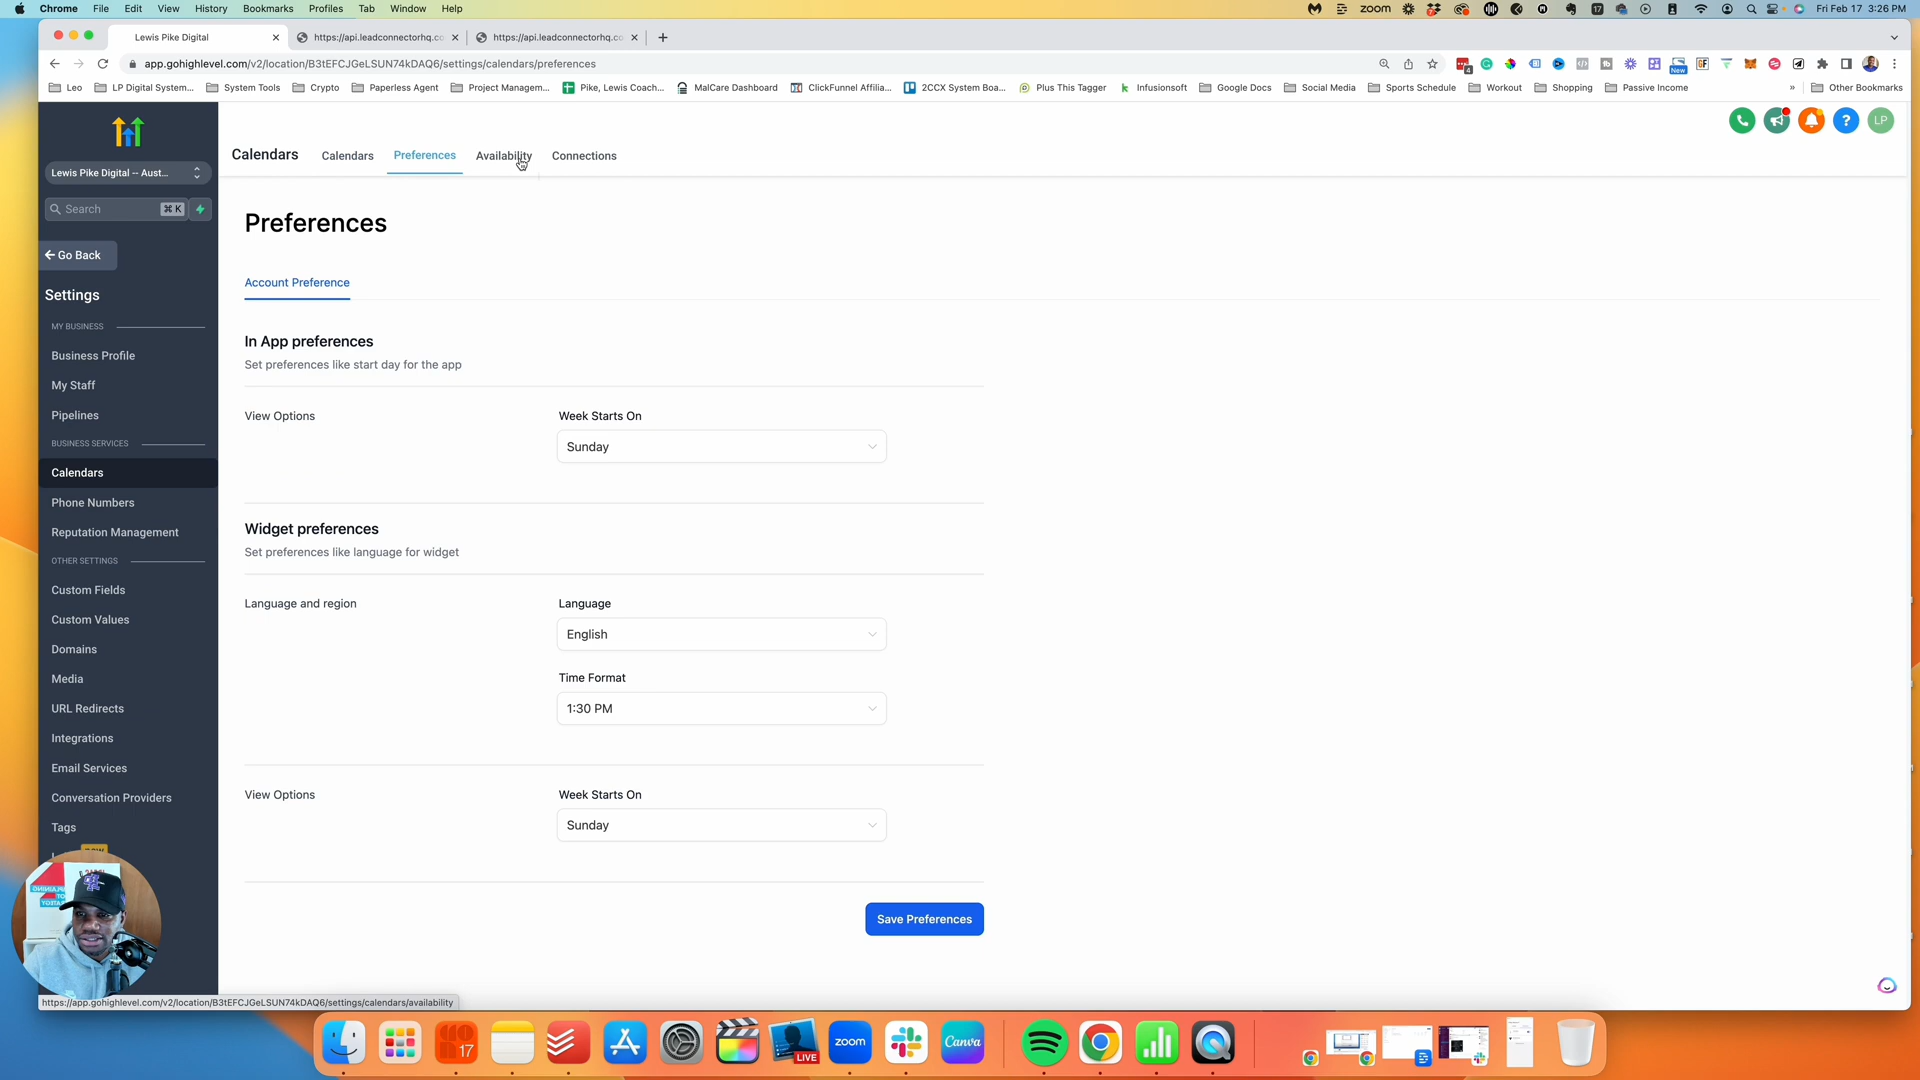 Chrome File Edit View History Bookmarks Profiles Tab Window Help zoom 17 Fri Feb 17 3:26 PM
Lewis Pike Digital https://api.leadconnectorhq.co https://api.leadconnectorhq.co
app.gohighlevel.com/v2/location/B3tEFCJGeLSUN74kDAQ6/settings/calendars/preferences
Leo LP Digital System... System Tools Crypto Paperless Agent Project Managem... Pike, Lewis Coach... MalCare Dashboard ClickFunnel Affilia... 2CCX System Boa... Plus This Tagger Infusionsoft Google Docs Social Media Sports Schedule Workout Shopping Passive Income » Other Bookmarks
Calendars Calendars Preferences Availability Connections
LP
Lewis Pike Digital -- Aust...
Search ⌘ K
Go Back
Settings
MY BUSINESS
Business Profile
My Staff
Pipelines
BUSINESS SERVICES
Calendars
Phone Numbers
Reputation Management
OTHER SETTINGS
Custom Fields
Custom Values
Domains
Media
URL Redirects
Integrations
Email Services
Conversation Providers
Tags
Preferences
Account Preference
In App preferences
Set preferences like start day for the app
View Options
Week Starts On
Sunday
Widget preferences
Set preferences like language for widget
Language and region
Language
English
Time Format
1:30 PM
View Options
Week Starts On
Sunday
Save Preferences
https://app.gohighlevel.com/v2/location/B3tEFCJGeLSUN74kDAQ6/settings/calendars/availability
17 LIVE zoom Canva